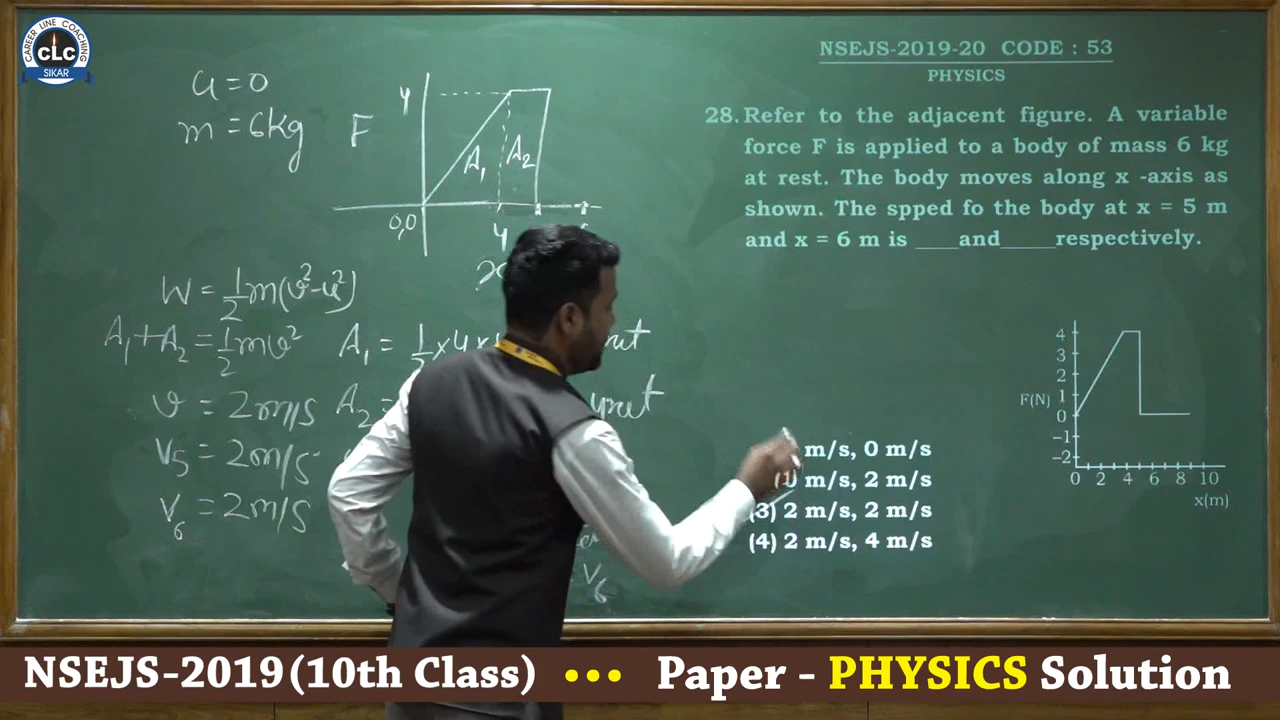 CAREER LINE COACHING
CLC
SIKAR
NSEJS-2019-20 CODE : 53
PHYSICS
28. Refer to the adjacent figure. A variable
force F is applied to a body of mass 6 kg
at rest. The body moves along x -axis as
shown. The spped fo the body at x = 5 m
and x = 6 m is ____and____respectively.
m/s, 0 m/s
m/s, 2 m/s
(3) 2 m/s, 2 m/s
(4) 2 m/s, 4 m/s
4
3
2
1
0
-1
-2
F(N)
0 2 4 6 8 10
x(m)
u = 0
m = 6kg
F
4
A₁ A₂
0,0
4
W = 1/2 m(v²-u²)
A₁+A₂ = 1/2 mv² A₁ = 1/2 ×4×
v = 2m/s A₂ =
V₅ = 2m/s
V₆ = 2m/s
V₆
NSEJS-2019(10th Class) ••• Paper - PHYSICS Solution